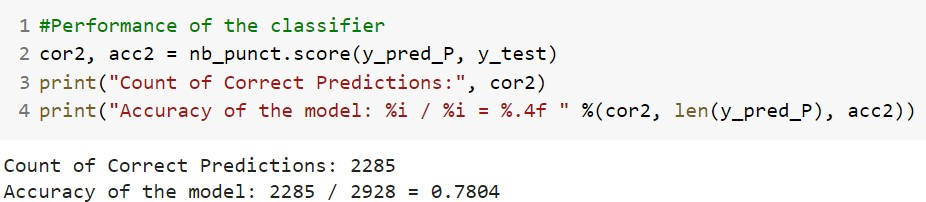 1 #Performance of the classifier
2 cor2, acc2 = nb_punct.score(y_pred_P, y_test)
3 print("Count of Correct Predictions:", cor2)
4 print("Accuracy of the model: %i / %i = %.4f " %(cor2, len(y_pred_P), acc2))
Count of Correct Predictions: 2285
Accuracy of the model: 2285 / 2928 = 0.7804